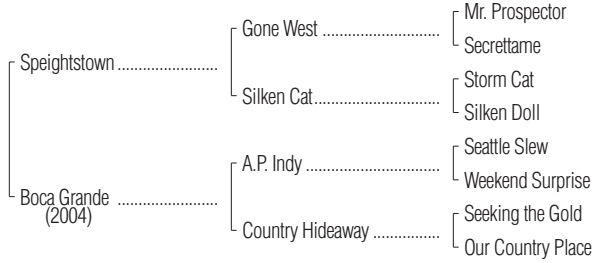 Mr. Prospector
Gone West ........................
Secrettame
Speightstown ........................
Storm Cat
Silken Cat..........................
Silken Doll
Seattle Slew
A.P. Indy ............................
Weekend Surprise
Boca Grande ........................
(2004)
Seeking the Gold
Country Hideaway ................
Our Country Place